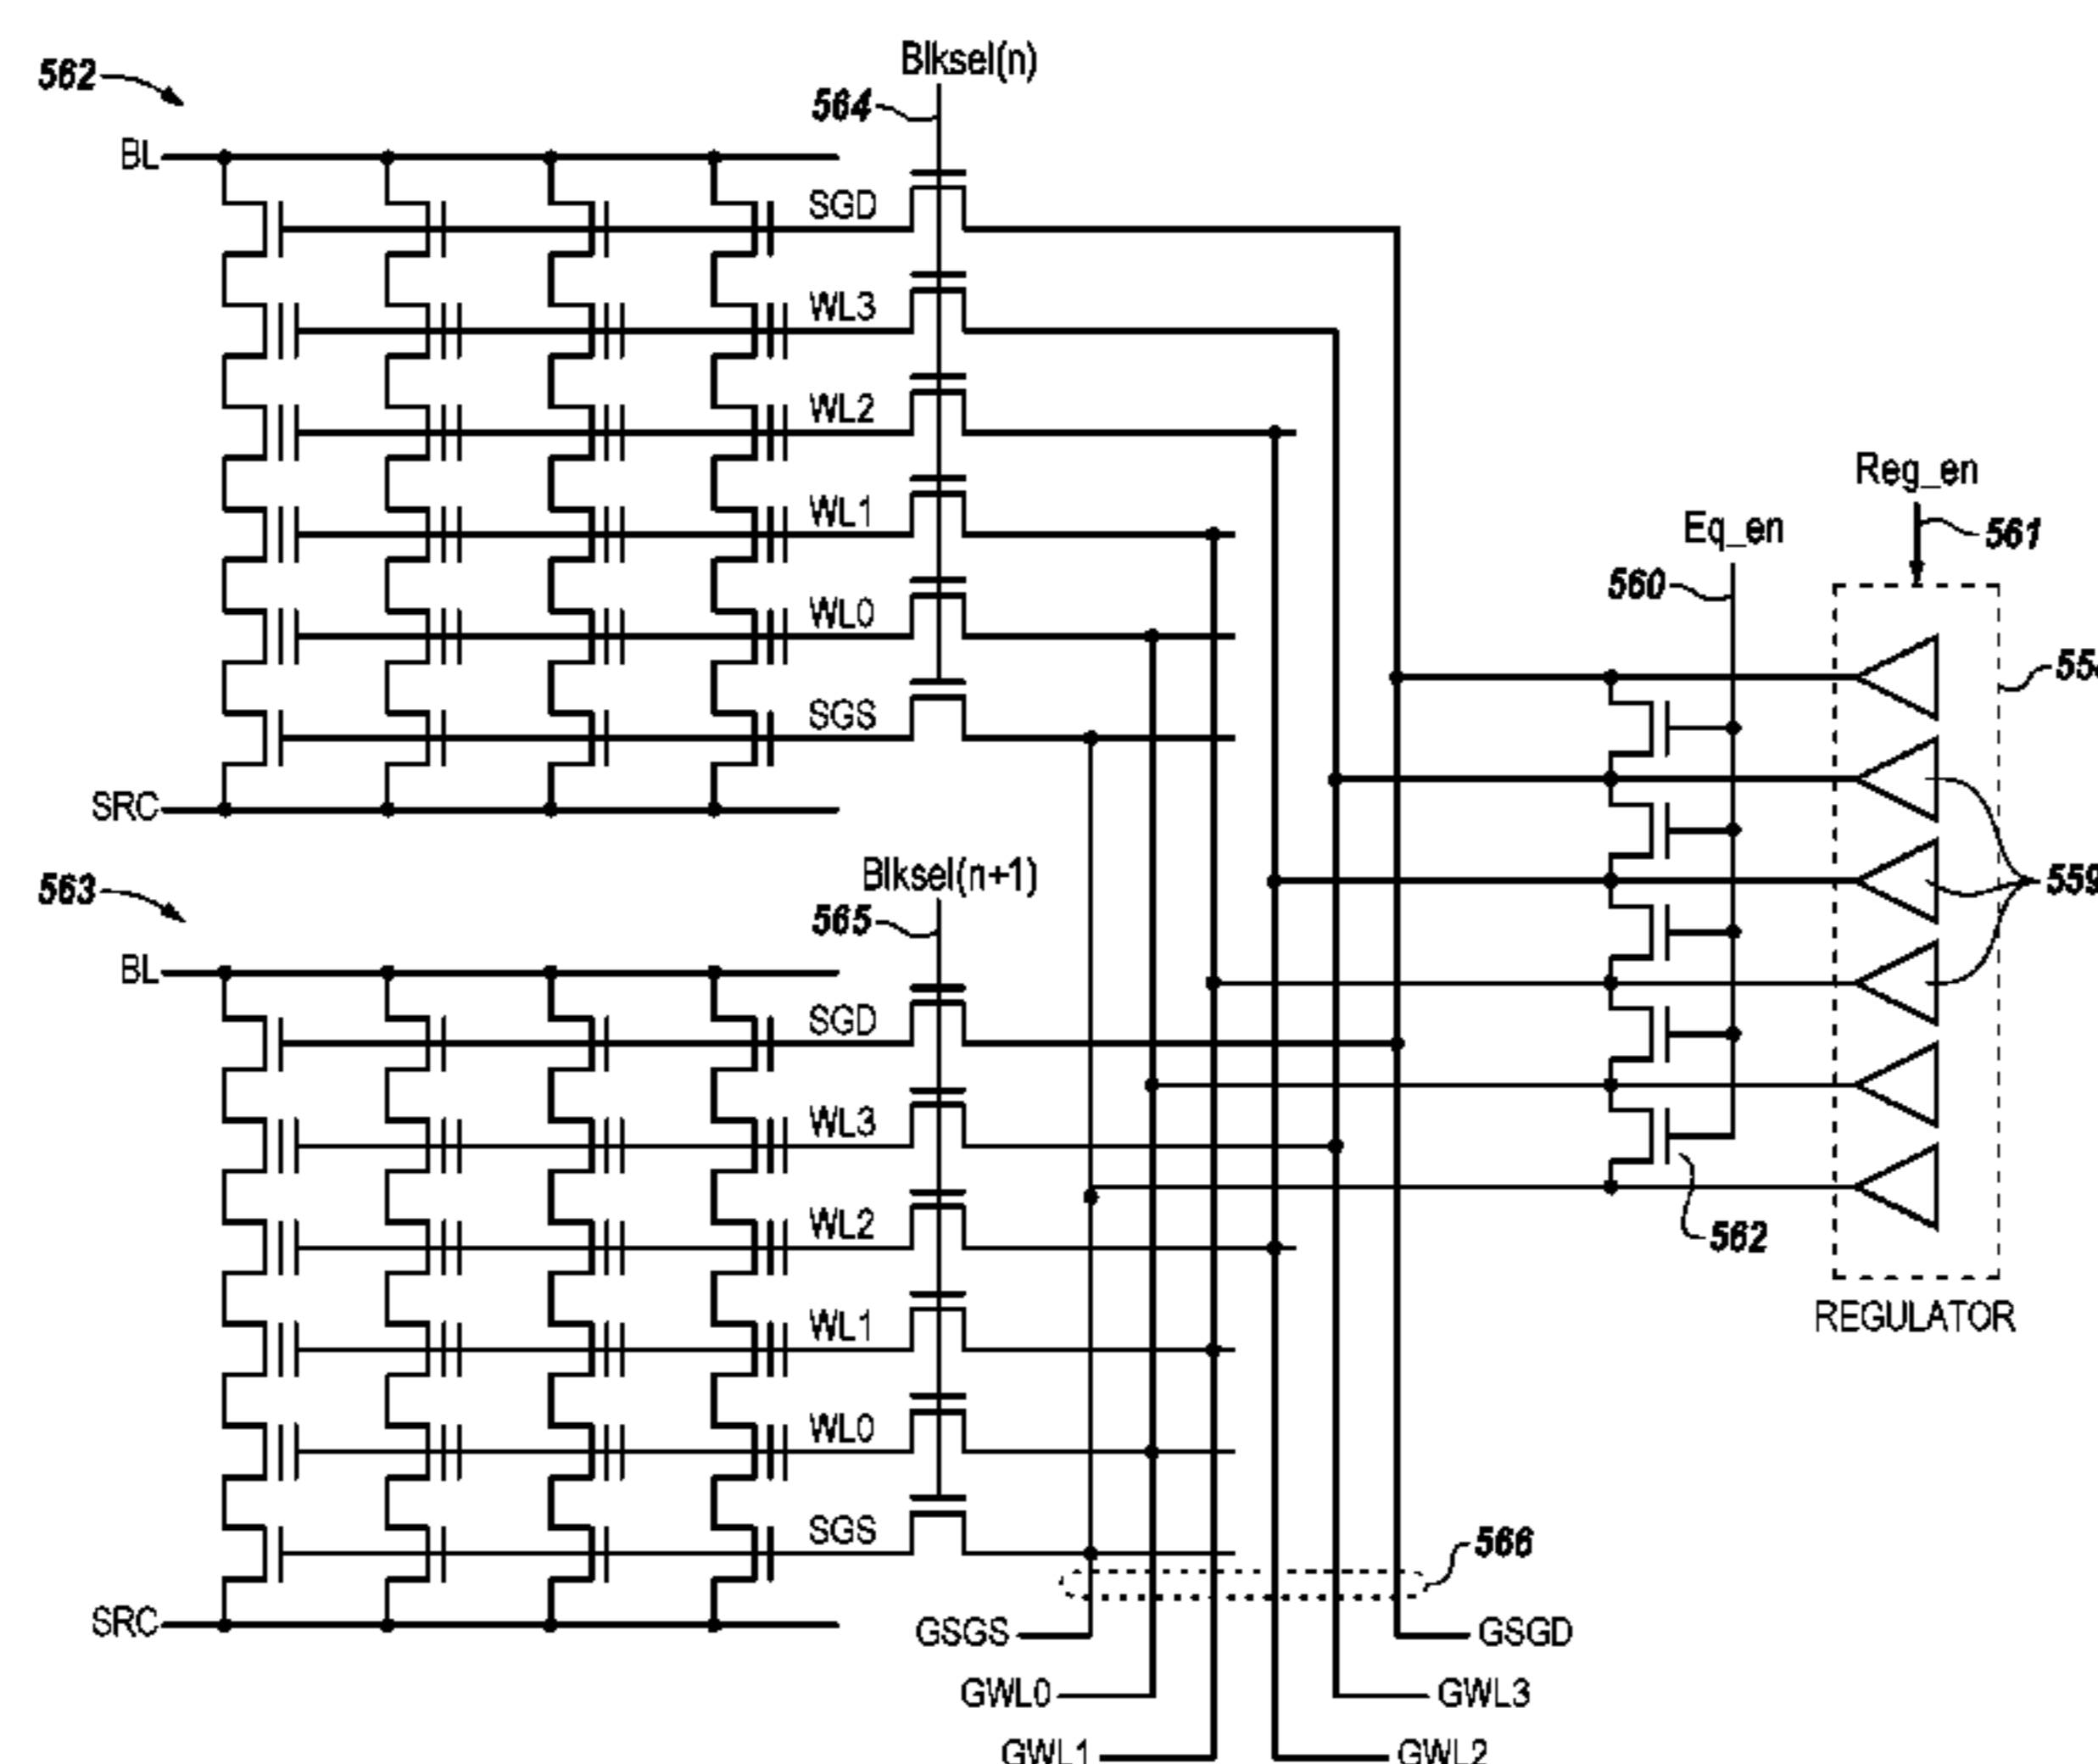 562
Blksel(n)
564
BL
SGD
WL3
WL2
WL1
WL0
SGS
SRC
Reg_en
561
Eq_en
560
559
562
REGULATOR
563
Blksel(n+1)
565
BL
SGD
WL3
WL2
WL1
WL0
SGS
SRC
566
GSGS
GSGD
GWL0
GWL3
GWL1
GWL2